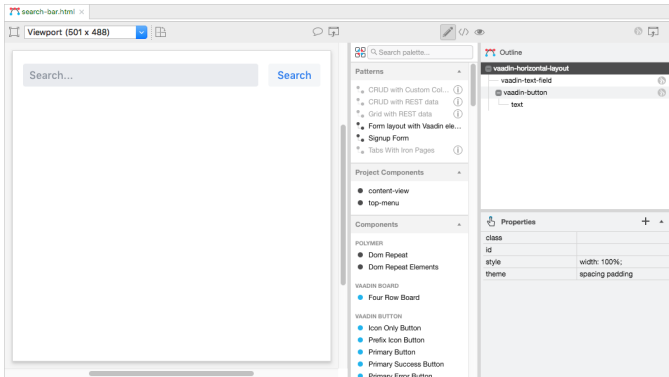 search-bar.html
Viewport (501 x 488)
Search...
Search
Search palette...
Patterns
CRUD with Custom Col...
CRUD with REST data
Grid with REST data
Form layout with Vaadin ele...
Signup Form
Tabs With Iron Pages
Project Components
content-view
top-menu
Components
POLYMER
Dom Repeat
Dom Repeat Elements
VAADIN BOARD
Four Row Board
VAADIN BUTTON
Icon Only Button
Prefix Icon Button
Primary Button
Primary Success Button
Primary Error Button
Outline
vaadin-horizontal-layout
vaadin-text-field
vaadin-button
text
Properties
class
id
style width: 100%;
theme spacing padding